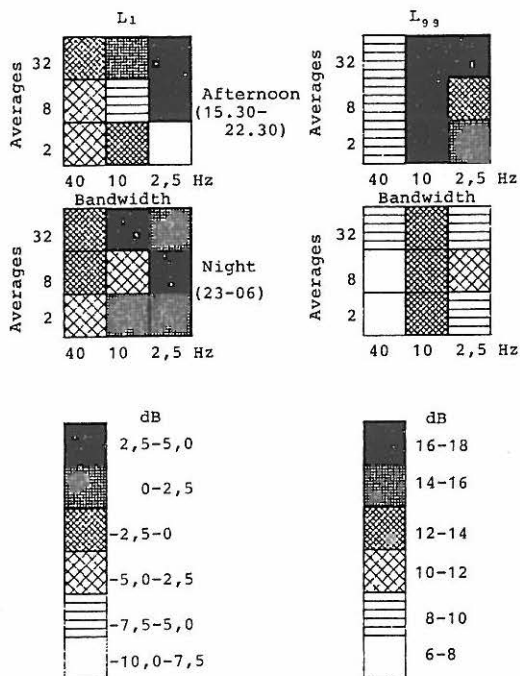 L1
L99
Averages
32
8
2
Afternoon
(15.30-
22.30)
40 10 2,5 Hz
Bandwidth
Averages
32
8
2
40 10 2,5 Hz
Bandwidth
Averages
32
8
2
Night
(23-06)
40 10 2,5 Hz
Averages
32
8
2
40 10 2,5 Hz
dB
2,5-5,0
0-2,5
-2,5-0
-5,0-2,5
-7,5-5,0
-10,0-7,5
dB
16-18
14-16
12-14
10-12
8-10
6-8